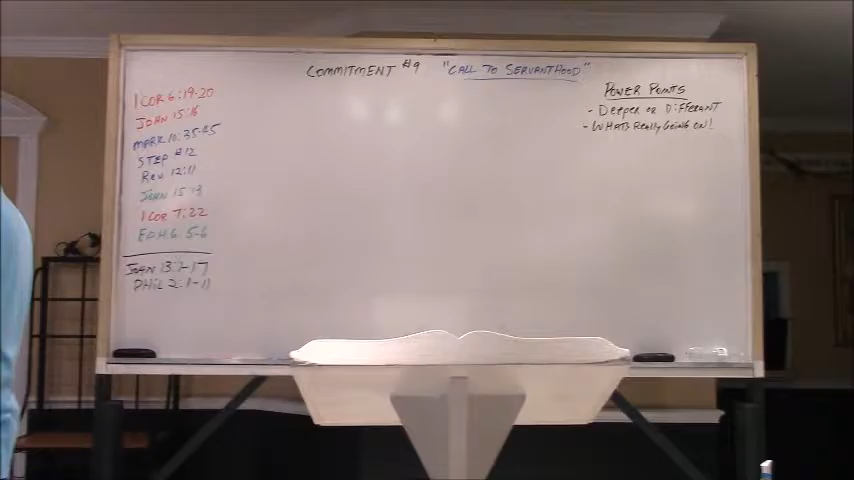 COMMITMENT #9 "CALL TO SERVANTHOOD"
1 COR 6:19-20
JOHN 15:16
MARK 10:35-45
STEP #12
REV 12:11
JOHN 15:13
1 COR 7:22
EPH 6:5-6
JOHN 13:1-17
PHIL 2:1-11
POWER POINTS
- DEEPER OR DIFFERENT
- WHATS REALLY GOING ON!